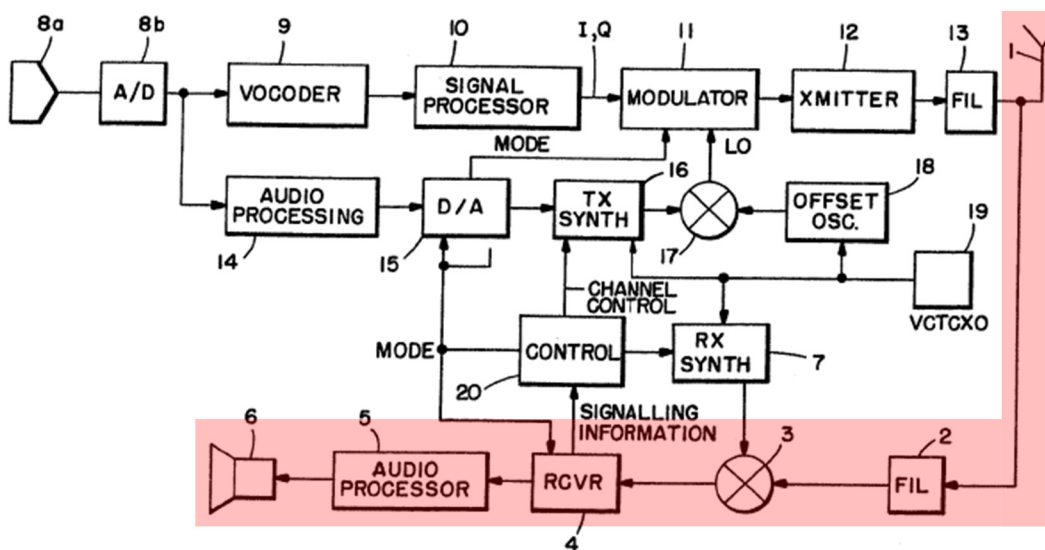 8a
8b
9
10
I,Q
11
12
13
1
A/D
VOCODER
SIGNAL
PROCESSOR
MODULATOR
XMITTER
FIL
MODE
LO
16
18
AUDIO
PROCESSING
D/A
TX
SYNTH
OFFSET
OSC.
19
14
15
17
CHANNEL
CONTROL
VCTCXO
MODE
CONTROL
RX
SYNTH
7
20
SIGNALLING
INFORMATION
6
5
3
2
AUDIO
PROCESSOR
RCVR
FIL
4